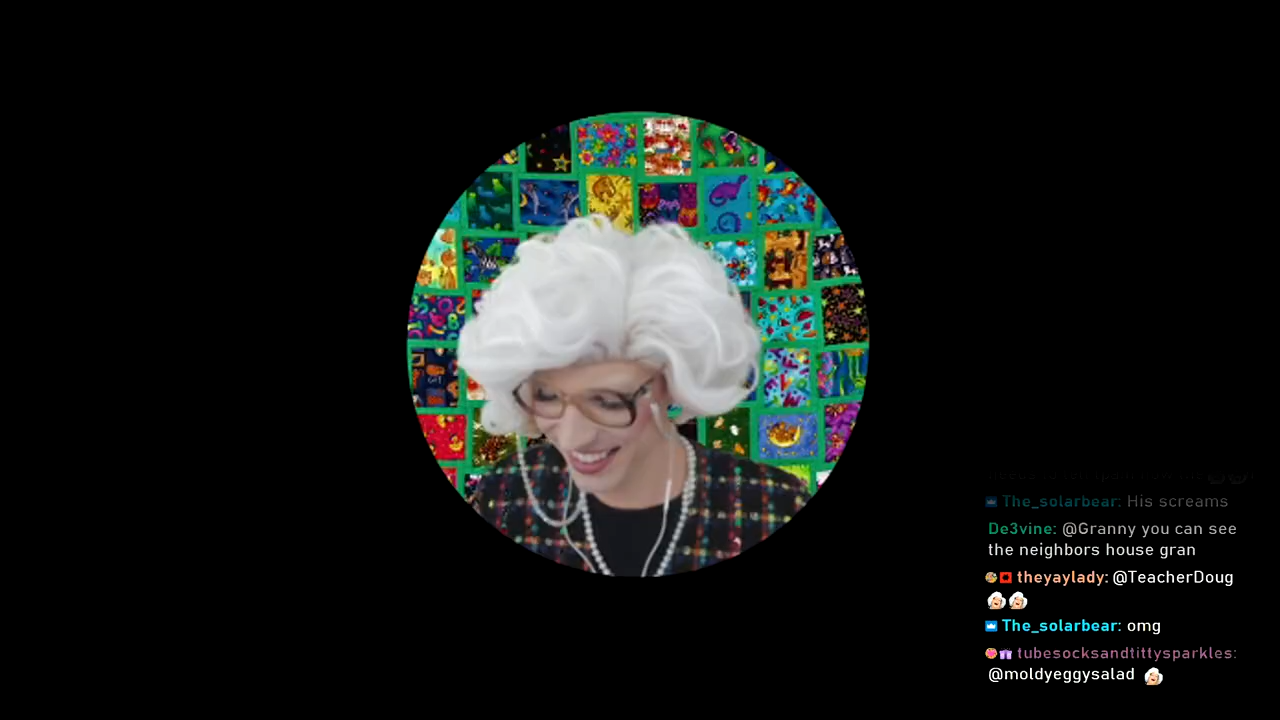 The_solarbear: His screams
De3vine: @Granny you can see
the neighbors house gran
theyaylady: @TeacherDoug
The_solarbear: omg
tubesocksandtittysparkles:
@moldyeggysalad